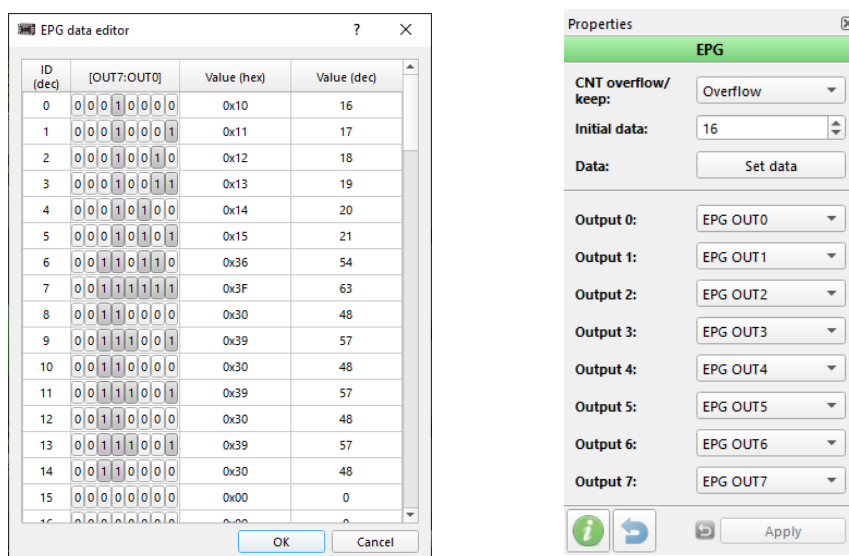 EPG data editor ? ×
ID (dec) [OUT7:OUT0] Value (hex) Value (dec)
0 0 0 0 1 0 0 0 0 0x10 16
1 0 0 0 1 0 0 0 1 0x11 17
2 0 0 0 1 0 0 1 0 0x12 18
3 0 0 0 1 0 0 1 1 0x13 19
4 0 0 0 1 0 1 0 0 0x14 20
5 0 0 0 1 0 1 0 1 0x15 21
6 0 0 1 1 0 1 1 0 0x36 54
7 0 0 1 1 1 1 1 1 0x3F 63
8 0 0 1 1 0 0 0 0 0x30 48
9 0 0 1 1 1 0 0 1 0x39 57
10 0 0 1 1 0 0 0 0 0x30 48
11 0 0 1 1 1 0 0 1 0x39 57
12 0 0 1 1 0 0 0 0 0x30 48
13 0 0 1 1 1 0 0 1 0x39 57
14 0 0 1 1 0 0 0 0 0x30 48
15 0 0 0 0 0 0 0 0 0x00 0
OK Cancel
Properties
EPG
CNT overflow/
keep: Overflow
Initial data: 16
Data: Set data
Output 0: EPG OUT0
Output 1: EPG OUT1
Output 2: EPG OUT2
Output 3: EPG OUT3
Output 4: EPG OUT4
Output 5: EPG OUT5
Output 6: EPG OUT6
Output 7: EPG OUT7
Apply